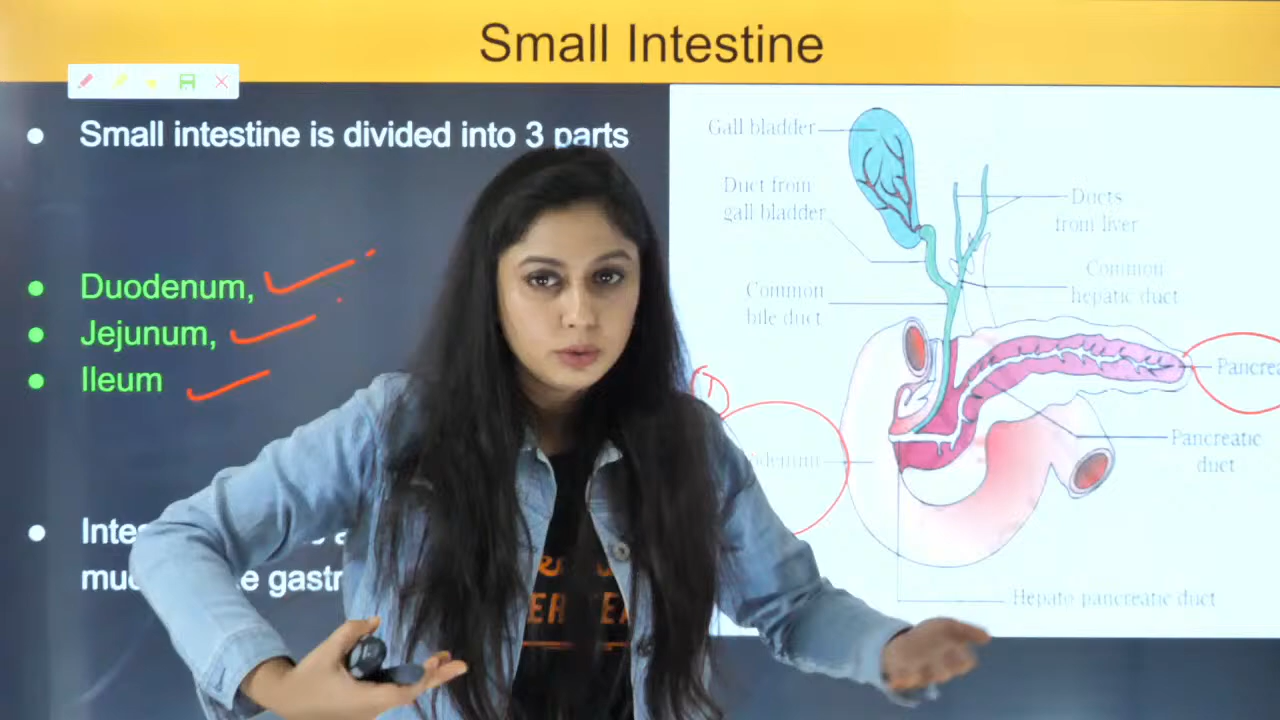 Small Intestine
Small intestine is divided into 3 parts
Duodenum,
Jejunum,
Ileum
Gall bladder
Duct from
gall bladder
Ducts
from liver
Common
hepatic duct
Common
bile duct
Pancreatic
duct
Hepato pancreatic duct